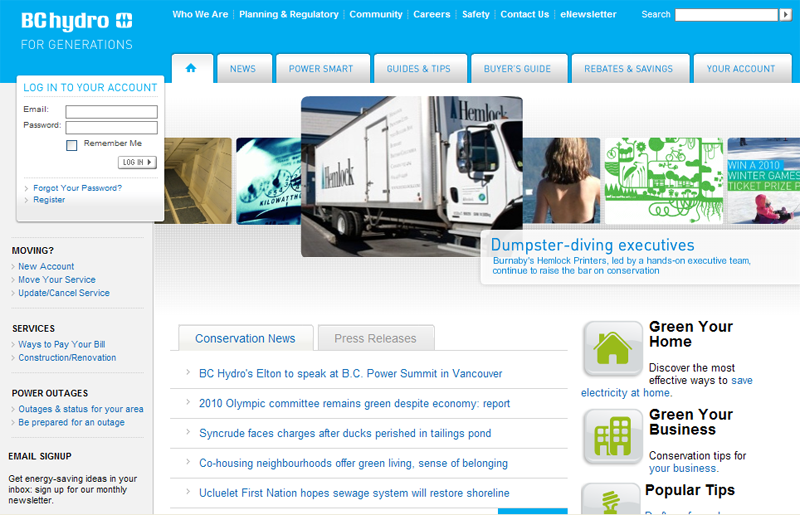 BC hydro
FOR GENERATIONS
Who We Are | Planning & Regulatory | Community | Careers | Safety | Contact Us | eNewsletter
Search
NEWS
POWER SMART
GUIDES & TIPS
BUYER'S GUIDE
REBATES & SAVINGS
YOUR ACCOUNT
LOG IN TO YOUR ACCOUNT
Email:
Password:
Remember Me
LOG IN
Forgot Your Password?
Register
KILOWATTHO
Hemlock
Hemlock
WIN A 2010
WINTER GAMES
TICKET PRIZE P
Dumpster-diving executives
Burnaby's Hemlock Printers, led by a hands-on executive team,
continue to raise the bar on conservation
MOVING?
New Account
Move Your Service
Update/Cancel Service
SERVICES
Ways to Pay Your Bill
Construction/Renovation
POWER OUTAGES
Outages & status for your area
Be prepared for an outage
EMAIL SIGNUP
Get energy-saving ideas in your
inbox: sign up for our monthly
newsletter.
Conservation News
Press Releases
BC Hydro's Elton to speak at B.C. Power Summit in Vancouver
2010 Olympic committee remains green despite economy: report
Syncrude faces charges after ducks perished in tailings pond
Co-housing neighbourhoods offer green living, sense of belonging
Ucluelet First Nation hopes sewage system will restore shoreline
Green Your
Home
Discover the most
effective ways to save
electricity at home.
Green Your
Business
Conservation tips for
your business.
Popular Tips